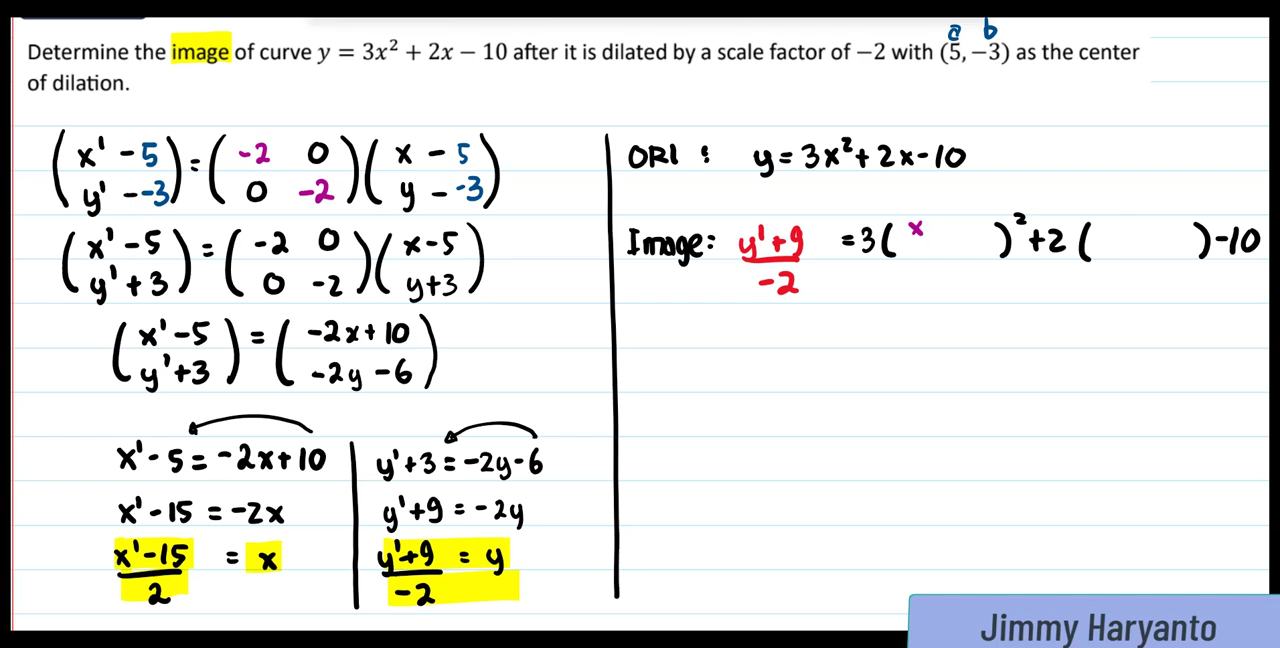 a b
Determine the image of curve y = 3x² + 2x − 10 after it is dilated by a scale factor of −2 with (5, −3) as the center
of dilation.
(x' - 5) = (-2 0) (x - 5)
(y' - -3) (0 -2) (y - -3)
(x' - 5) = (-2 0) (x - 5)
(y' + 3) (0 -2) (y + 3)
(x' - 5) = (-2x + 10)
(y' + 3) (-2y - 6)
x' - 5 = -2x + 10
x' - 15 = -2x
x' - 15 = x
2
y' + 3 = -2y - 6
y' + 9 = -2y
y' + 9 = y
-2
ORI : y = 3x² + 2x - 10
Image: y' + 9 = 3( x )² + 2( ) - 10
-2
Jimmy Haryanto